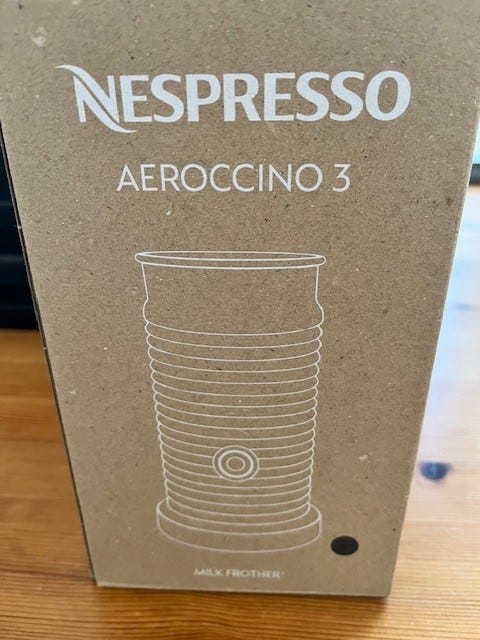 NESPRESSO
AEROCCINO 3
MILK FROTHER